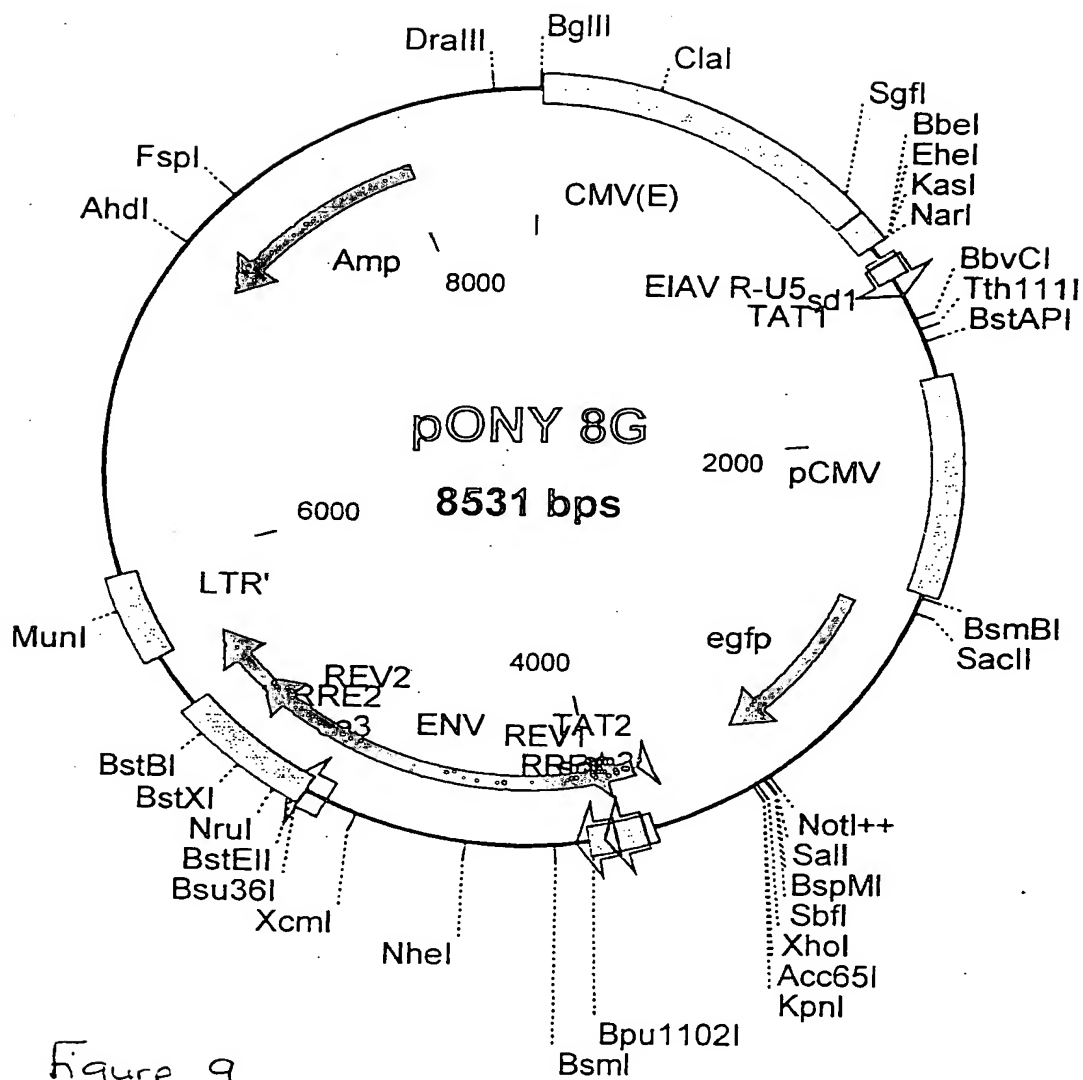 DraIII
BglII
ClaI
SgfI
BbeI
EheI
KasI
NarI
FspI
AhdI
CMV(E)
Amp
8000
EIAV R-U5
sd1
TAT1
BbvCI
Tth111I
BstAPI
pONY 8G
8531 bps
2000
pCMV
6000
LTR'
MunI
egfp
BsmBI
SacII
4000
REV2
RRE2
ENV
REV1
TAT2
BstBI
BstXI
NruI
BstEII
Bsu36I
XcmI
NheI
NotI++
SalI
BspMI
SbfI
XhoI
Acc65I
KpnI
Bpu1102I
BsmI
Figure 9